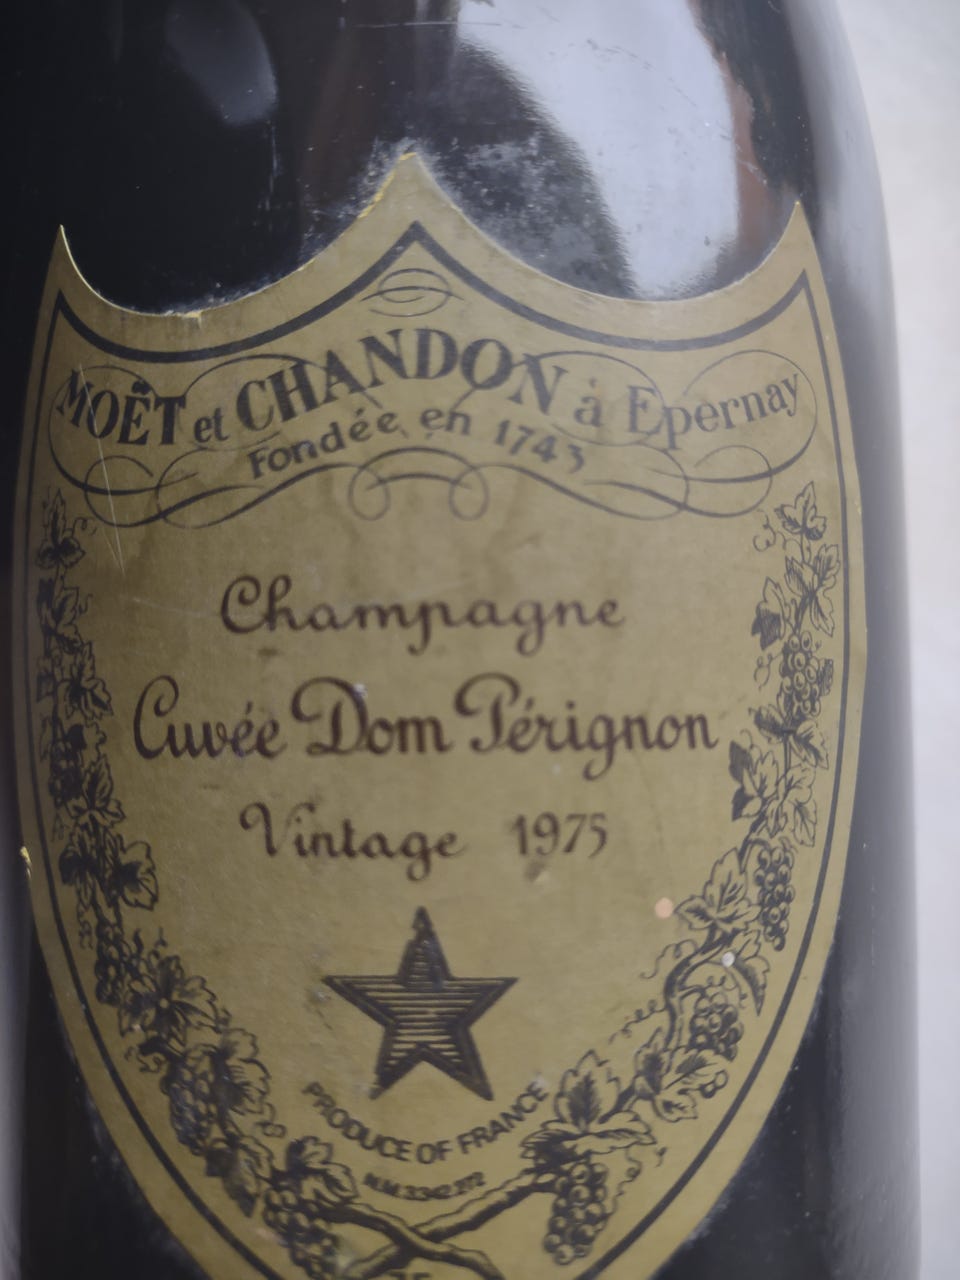 MOËT et CHANDON à Epernay
Fondée en 1743
Champagne
Cuvée Dom Pérignon
Vintage 1975
PRODUCE OF FRANCE